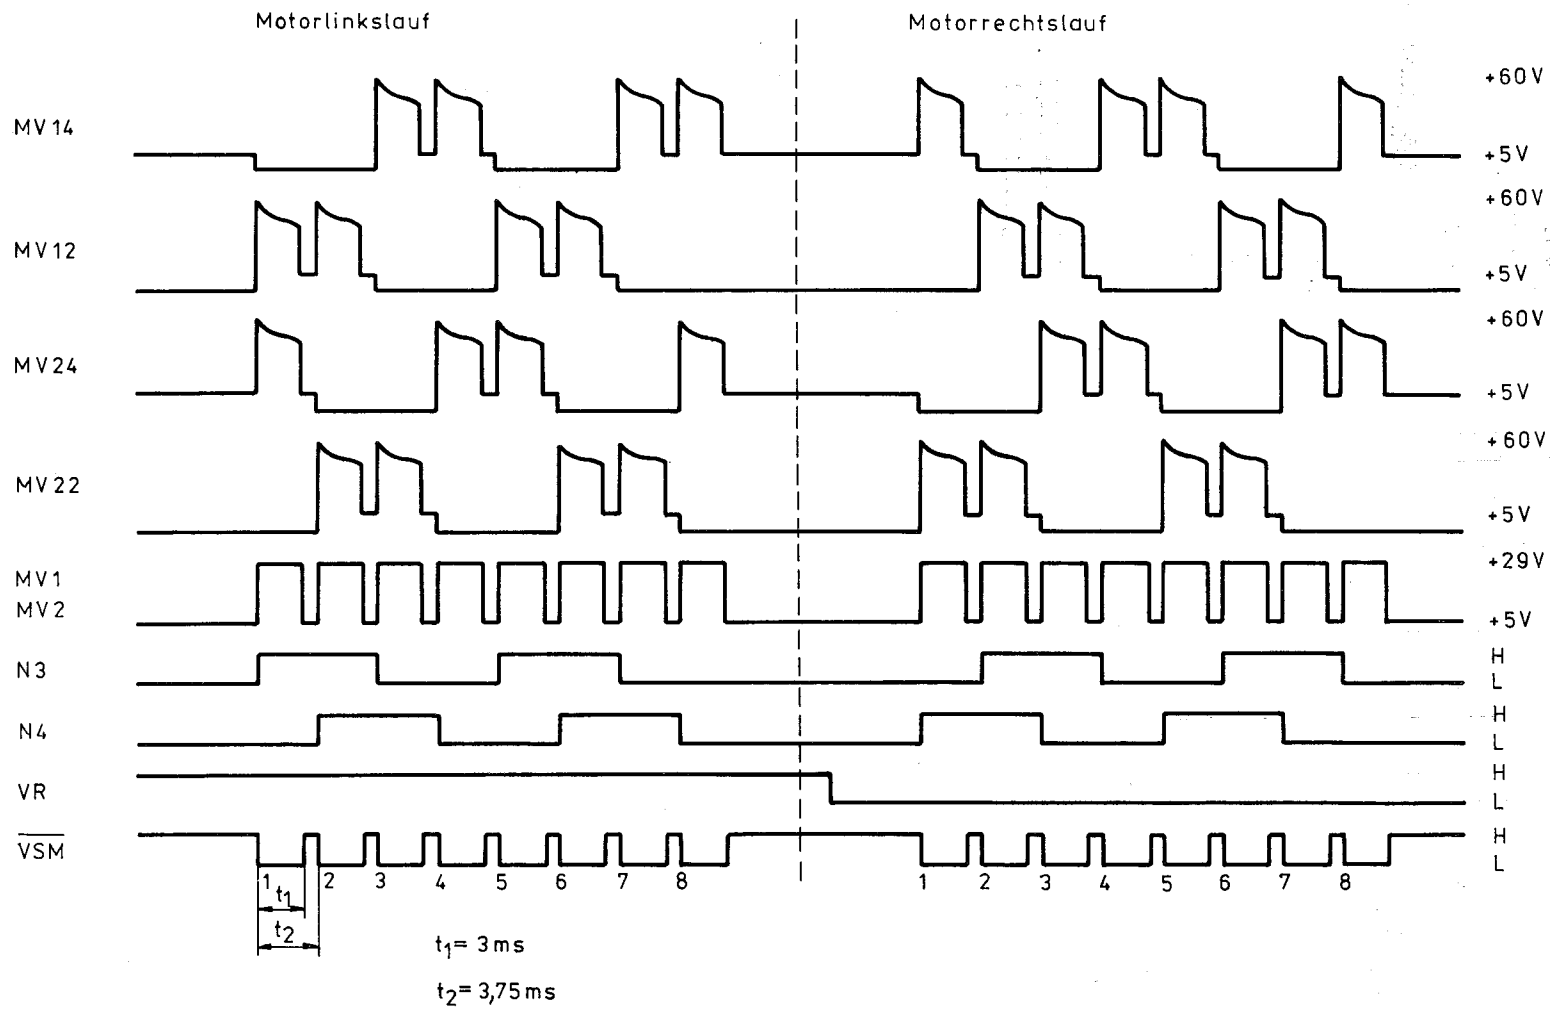 Motorlinkslauf Motorrechtslauf
+60V
MV14
+5V
+60V
MV12
+5V
+60V
MV24
+5V
+60V
MV22
+5V
MV1 +29V
MV2 +5V
N3 H
L
N4 H
L
VR H
L
VSM H
L
1 2 3 4 5 6 7 8 1 2 3 4 5 6 7 8
t1
t2
t1= 3ms
t2= 3,75ms